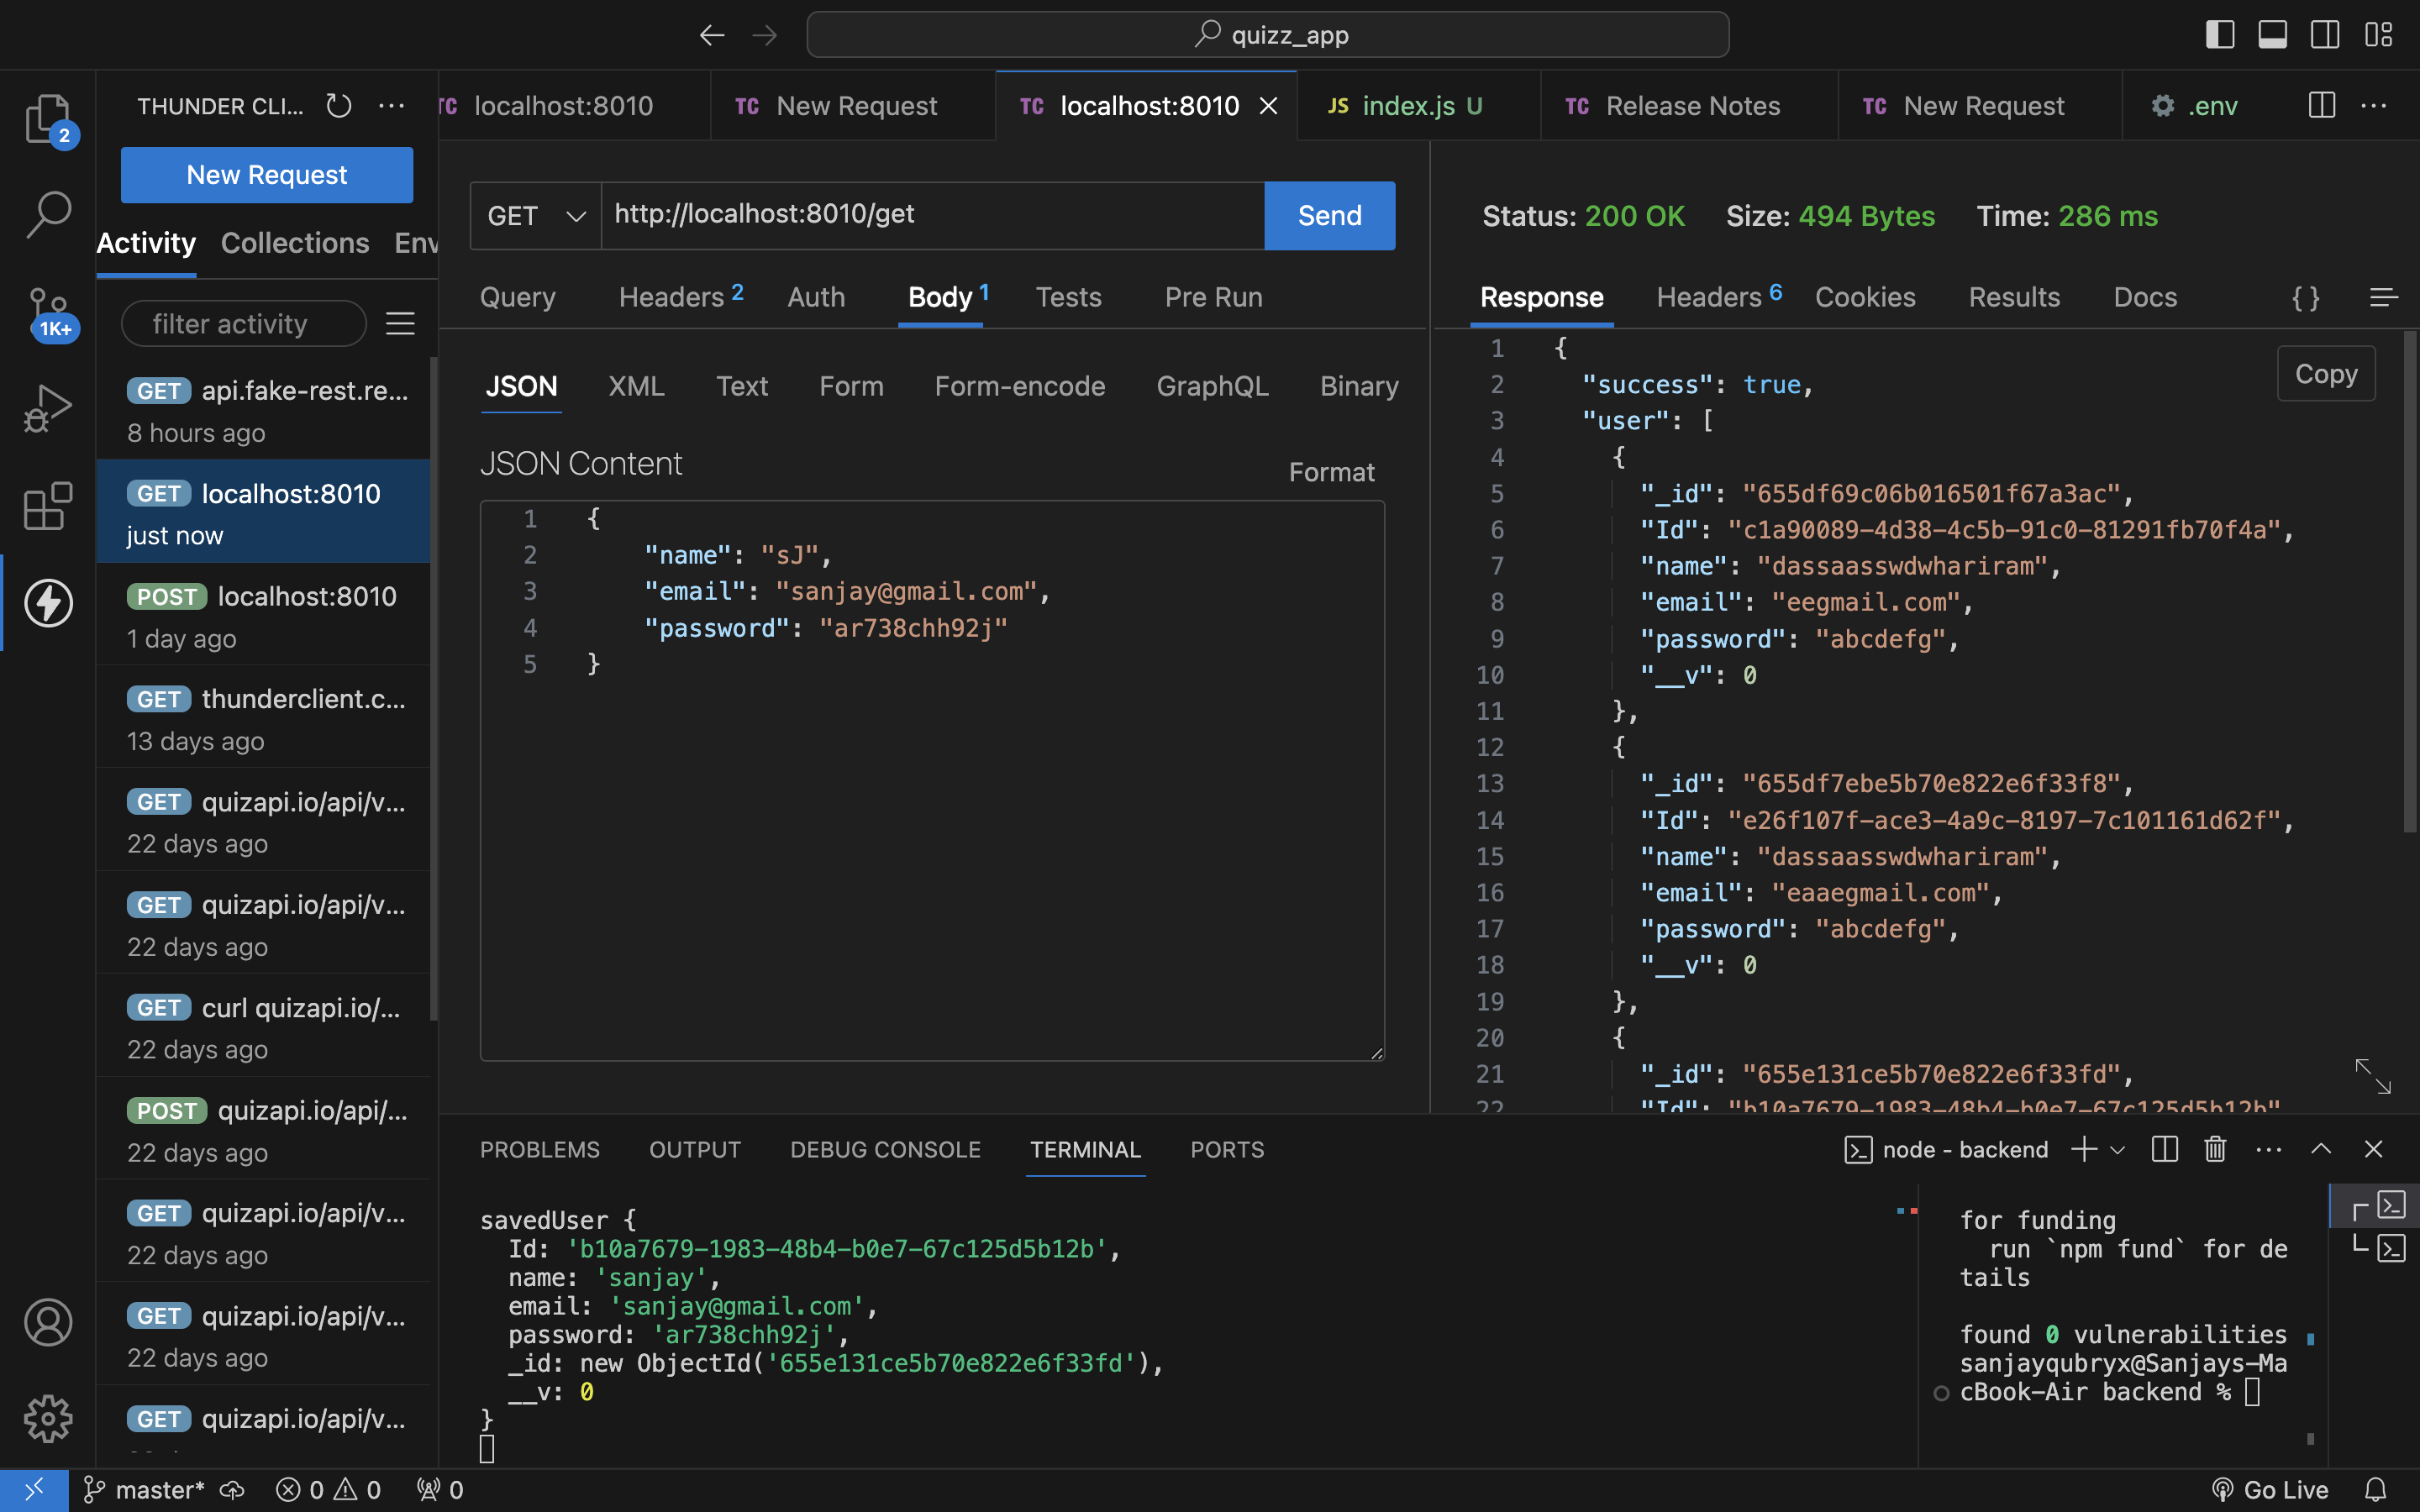 quizz_app
THUNDER CLI...
TC localhost:8010
TC New Request
TC localhost:8010
JS index.js U
TC Release Notes
TC New Request
.env
2
New Request
Activity Collections Env
filter activity
1K+
GET api.fake-rest.re...
8 hours ago
GET localhost:8010
just now
POST localhost:8010
1 day ago
GET thunderclient.c...
13 days ago
GET quizapi.io/api/v...
22 days ago
GET quizapi.io/api/v...
22 days ago
GET curl quizapi.io/...
22 days ago
POST quizapi.io/api/...
22 days ago
GET quizapi.io/api/v...
22 days ago
GET quizapi.io/api/v...
22 days ago
GET quizapi.io/api/v...
GET http://localhost:8010/get Send
Query Headers 2 Auth Body 1 Tests Pre Run
JSON XML Text Form Form-encode GraphQL Binary
JSON Content
Format
1 {
2 "name": "sJ",
3 "email": "sanjay@gmail.com",
4 "password": "ar738chh92j"
5 }
Status: 200 OK Size: 494 Bytes Time: 286 ms
Response Headers 6 Cookies Results Docs { }
Copy
1 {
2 "success": true,
3 "user": [
4 {
5 "_id": "655df69c06b016501f67a3ac",
6 "Id": "c1a90089-4d38-4c5b-91c0-81291fb70f4a",
7 "name": "dassaasswdwhariram",
8 "email": "eegmail.com",
9 "password": "abcdefg",
10 "__v": 0
11 },
12 {
13 "_id": "655df7ebe5b70e822e6f33f8",
14 "Id": "e26f107f-ace3-4a9c-8197-7c101161d62f",
15 "name": "dassaasswdwhariram",
16 "email": "eaaegmail.com",
17 "password": "abcdefg",
18 "__v": 0
19 },
20 {
21 "_id": "655e131ce5b70e822e6f33fd",
22 "Id": "b10a7679-1983-48b4-b0e7-67c125d5b12b"
PROBLEMS OUTPUT DEBUG CONSOLE TERMINAL PORTS
node - backend
savedUser {
Id: 'b10a7679-1983-48b4-b0e7-67c125d5b12b',
name: 'sanjay',
email: 'sanjay@gmail.com',
password: 'ar738chh92j',
_id: new ObjectId('655e131ce5b70e822e6f33fd'),
__v: 0
}
for funding
run `npm fund` for de
tails
found 0 vulnerabilities
sanjayqubryx@Sanjays-Ma
cBook-Air backend %
master* 0 0 0
Go Live